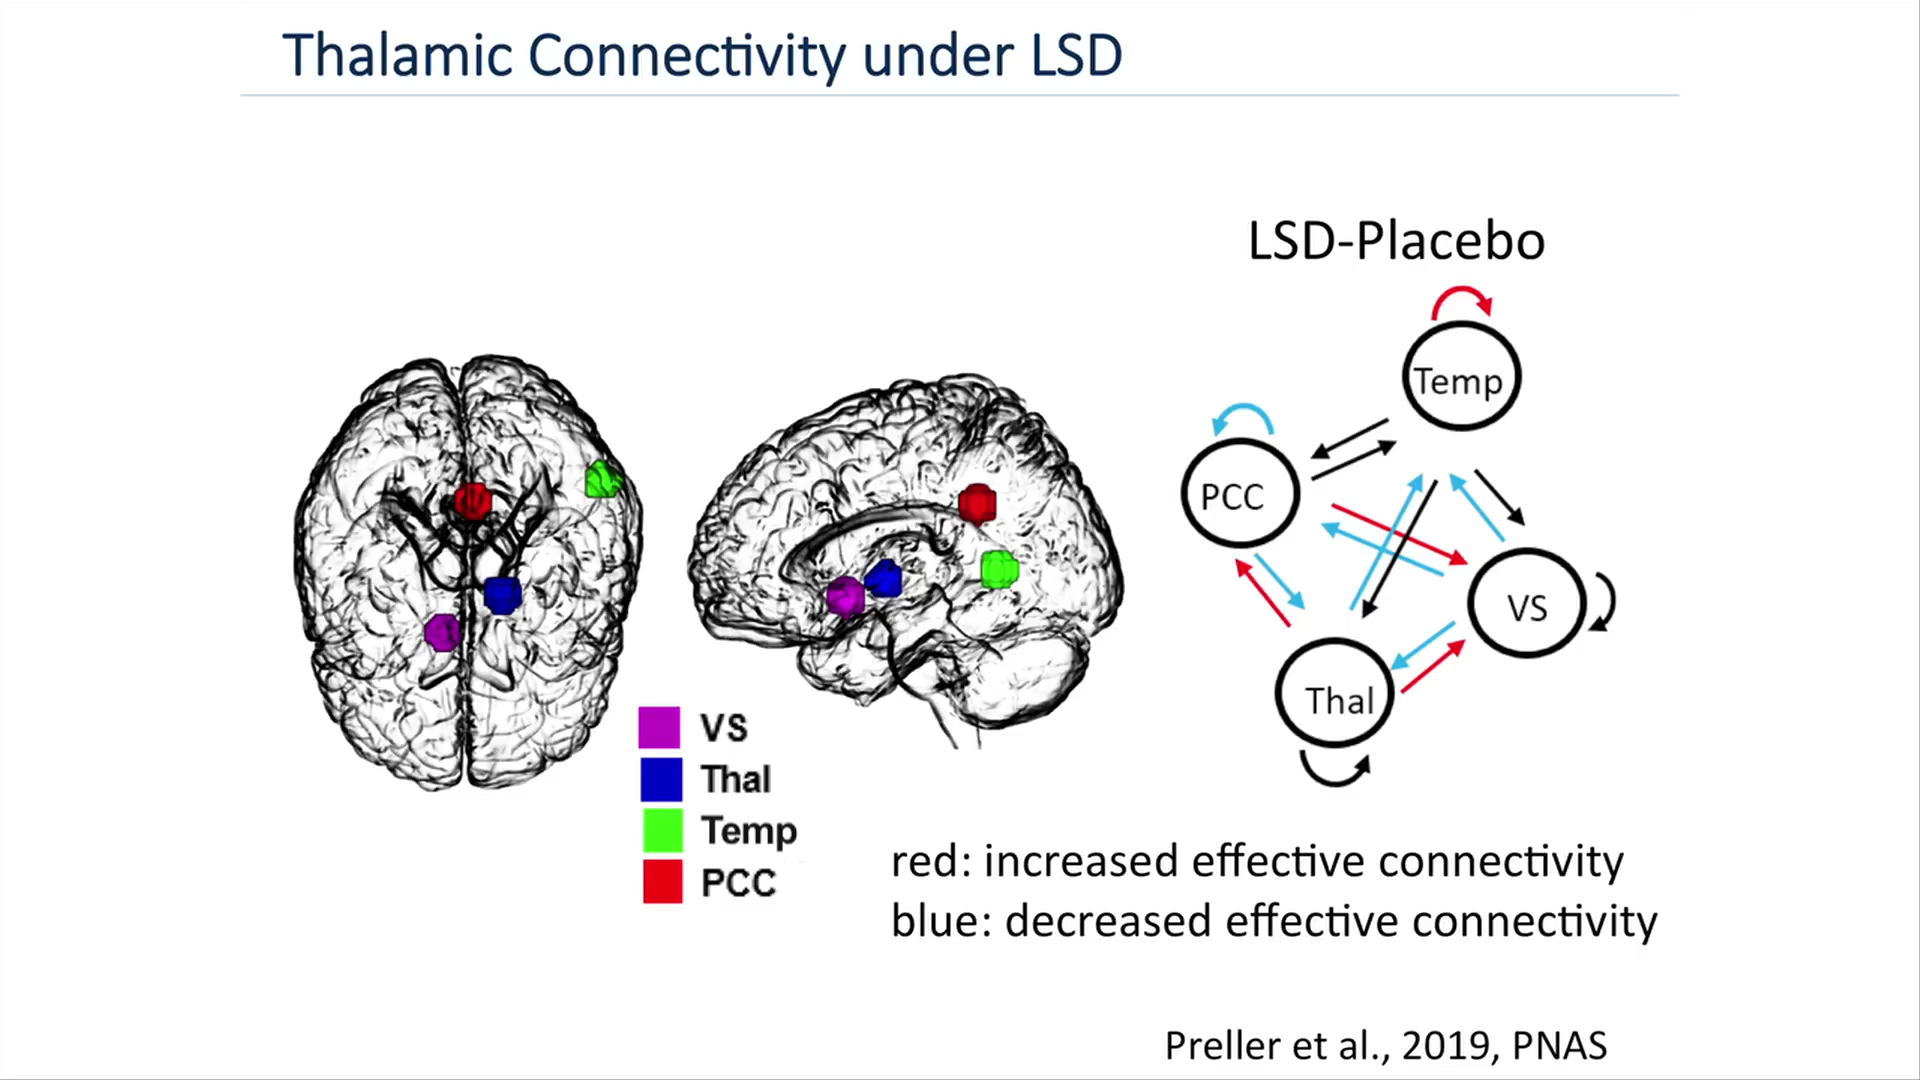 Thalamic Connectivity under LSD
LSD-Placebo
Temp
PCC
VS
Thal
VS
Thal
Temp
PCC
red: increased effective connectivity
blue: decreased effective connectivity
Preller et al., 2019, PNAS